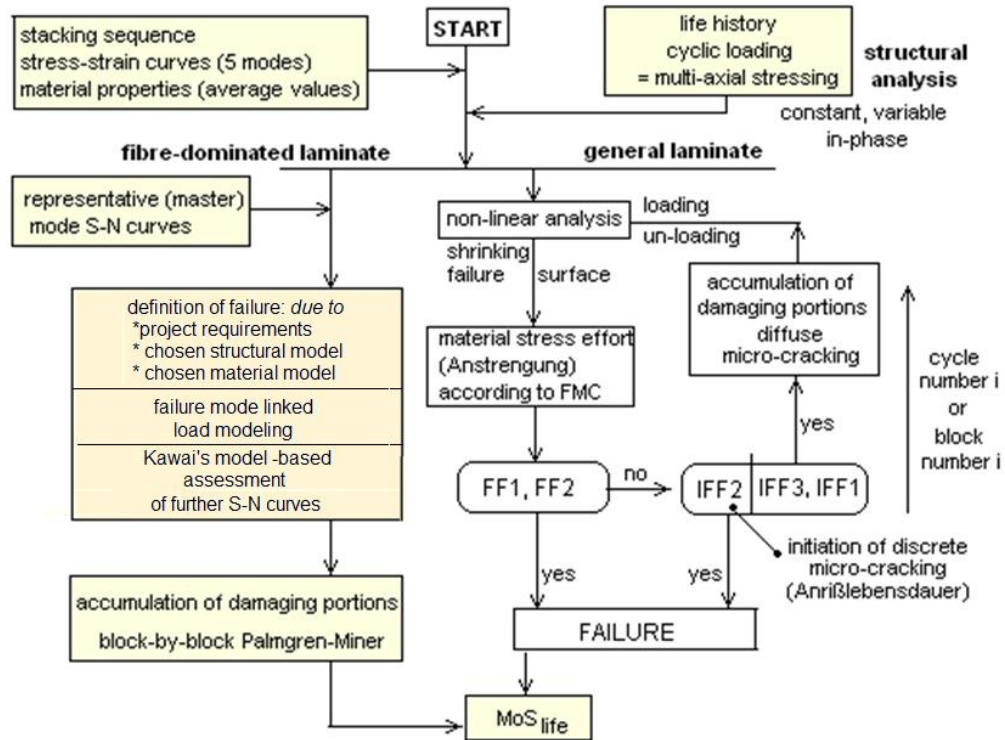 stacking sequence
stress-strain curves (5 modes)
material properties (average values)
START
life history
cyclic loading
= multi-axial stressing
structural
analysis
constant, variable
in-phase
fibre-dominated laminate
general laminate
representative (master)
mode S-N curves
non-linear analysis
loading
un-loading
shrinking
failure
surface
accumulation of
damaging portions
diffuse
micro-cracking
definition of failure: due to
*project requirements
* chosen structural model
* chosen material model
failure mode linked
load modeling
Kawai's model -based
assessment
of further S-N curves
material stress effort
(Anstrengung)
according to FMC
cycle
number i
or
block
number i
yes
FF1, FF2
no
IFF2
IFF3, IFF1
initiation of discrete
micro-cracking
(Anrißlebensdauer)
yes
yes
accumulation of damaging portions
block-by-block Palmgren-Miner
FAILURE
MoS life